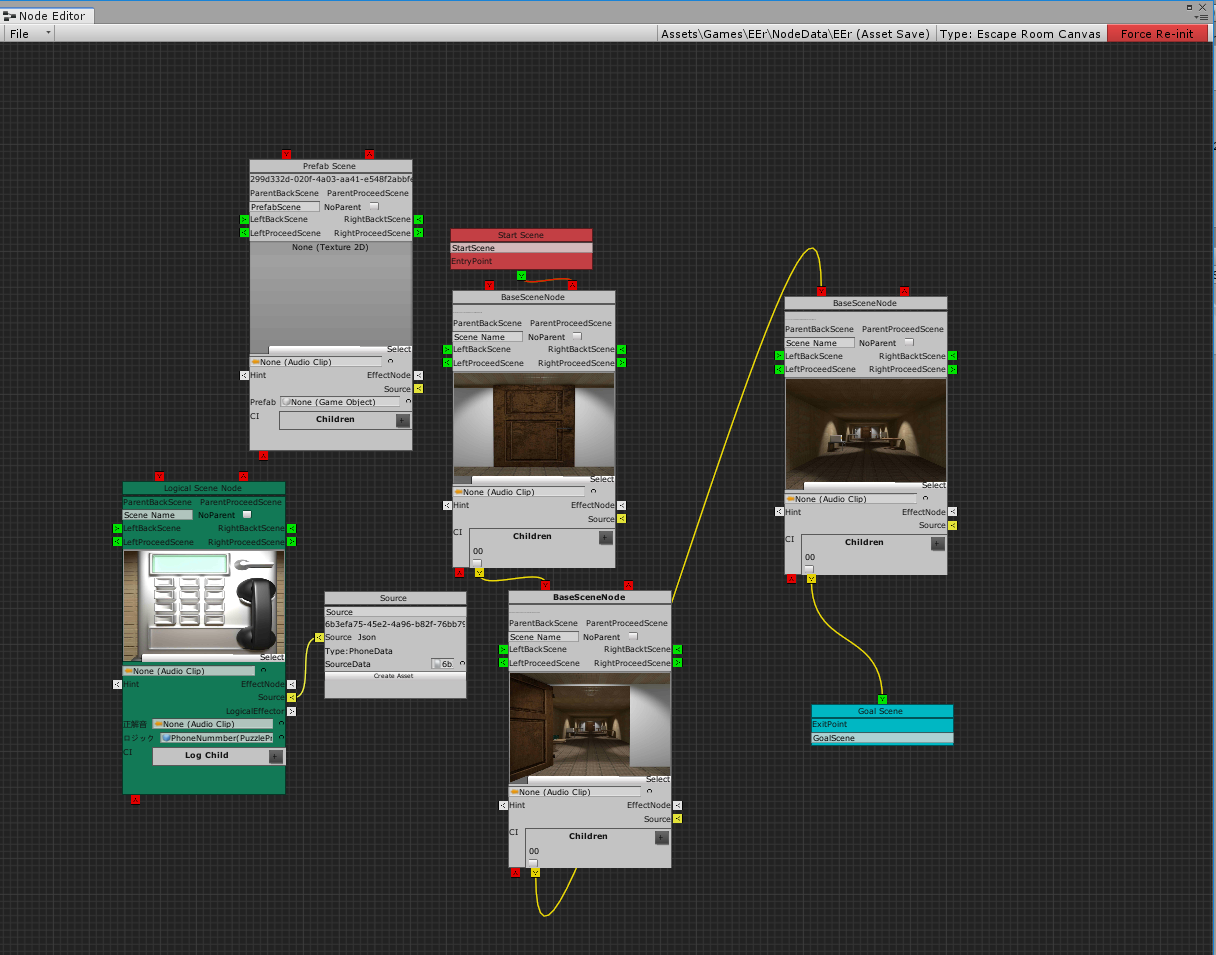 Node Editor
File
Assets\Games\EEr\NodeData\EEr (Asset Save)
Type: Escape Room Canvas
Force Re-init
Prefab Scene
299d332d-020f-4a03-aa41-e548f2abbfe
ParentBackScene ParentProceedScene
PrefabScene NoParent
LeftBackScene RightBacktScene
LeftProceedScene RightProceedScene
None (Texture 2D)
Select
None (Audio Clip)
Hint EffectNode
Source
Prefab None (Game Object)
CI Children +
Start Scene
StartScene
EntryPoint
BaseSceneNode
ParentBackScene ParentProceedScene
Scene Name NoParent
LeftBackScene RightBacktScene
LeftProceedScene RightProceedScene
Select
None (Audio Clip)
Hint EffectNode
Source
CI Children +
00
BaseSceneNode
ParentBackScene ParentProceedScene
Scene Name NoParent
LeftBackScene RightBacktScene
LeftProceedScene RightProceedScene
Select
None (Audio Clip)
Hint EffectNode
Source
CI Children +
00
Logical Scene Node
ParentBackScene ParentProceedScene
Scene Name NoParent
LeftBackScene RightBacktScene
LeftProceedScene RightProceedScene
Select
None (Audio Clip)
Hint EffectNode
Source
LogicalEffector
正解音 None (Audio Clip)
ロジック PhoneNummber(PuzzlePr
CI Log Child +
Source
Source
6b3efa75-45e2-4a96-b82f-76bb79
Source Json
Type:PhoneData
SourceData 6b
Create Asset
BaseSceneNode
ParentBackScene ParentProceedScene
Scene Name NoParent
LeftBackScene RightBacktScene
LeftProceedScene RightProceedScene
Select
None (Audio Clip)
Hint EffectNode
Source
CI Children +
00
Goal Scene
ExitPoint
GoalScene